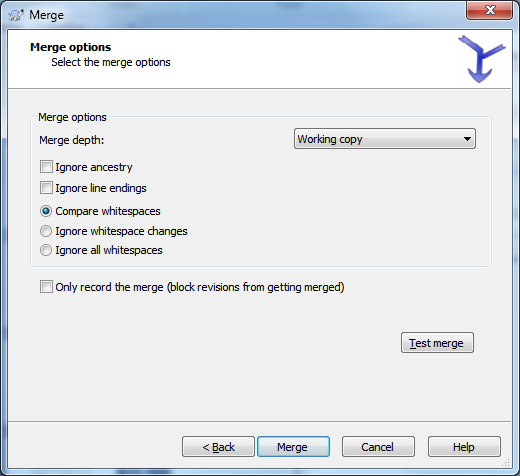 Merge
Merge options
Select the merge options
Merge options
Merge depth:
Working copy
Ignore ancestry
Ignore line endings
Compare whitespaces
Ignore whitespace changes
Ignore all whitespaces
Only record the merge (block revisions from getting merged)
Test merge
< Back
Merge
Cancel
Help